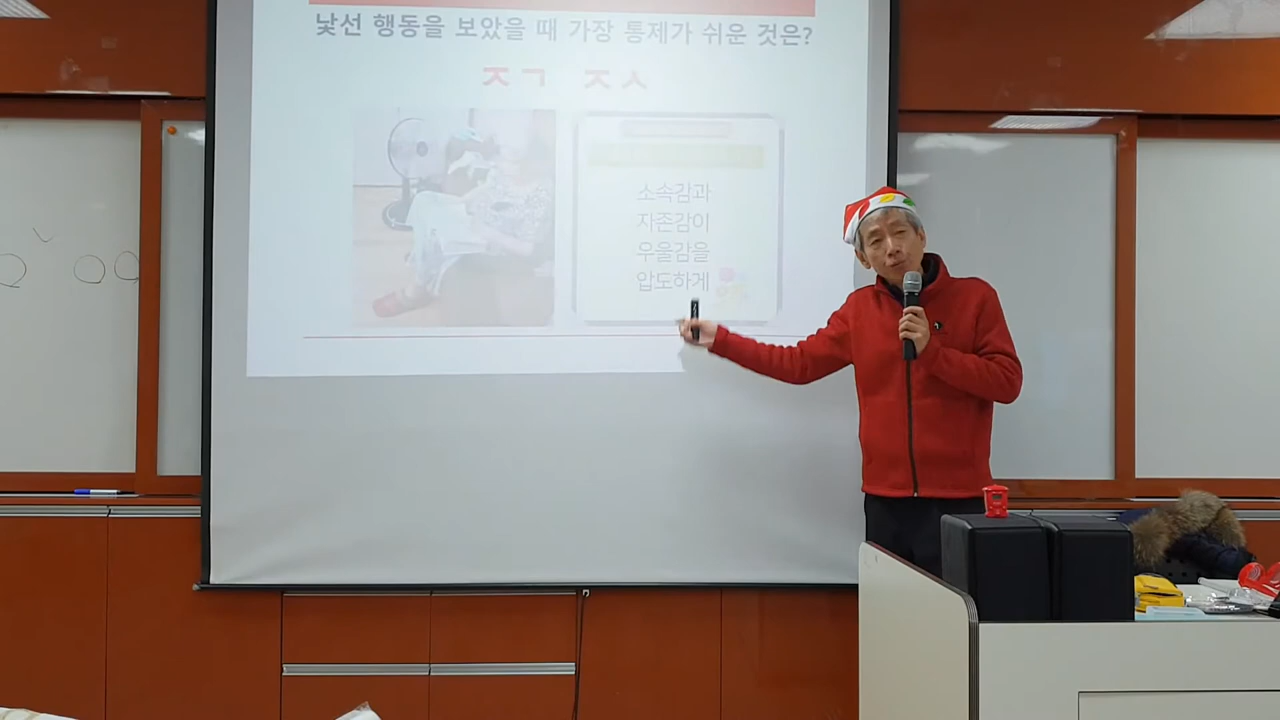 낯선 행동을 보았을 때 가장 통제가 쉬운 것은?
ㅈㄱ ㅈㅅ
소속감과
자존감이
우울감을
압도하게